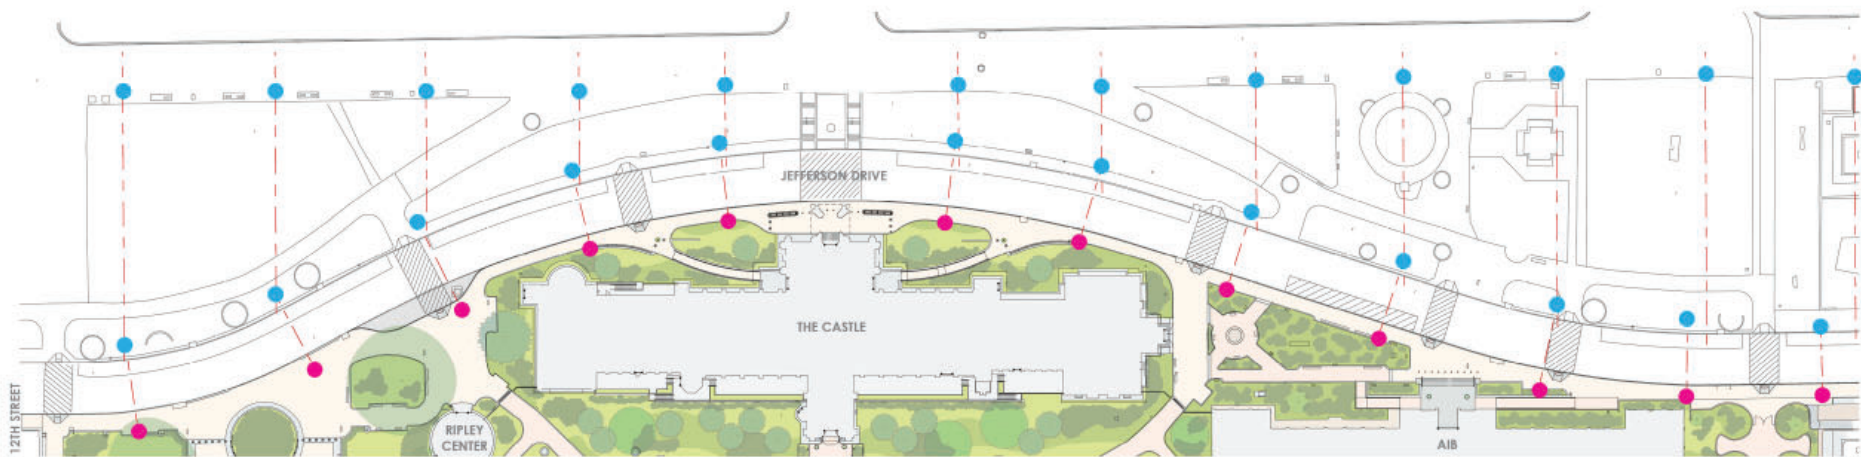 JEFFERSON DRIVE
THE CASTLE
12TH STREET
RIPLEY
CENTER
AIB